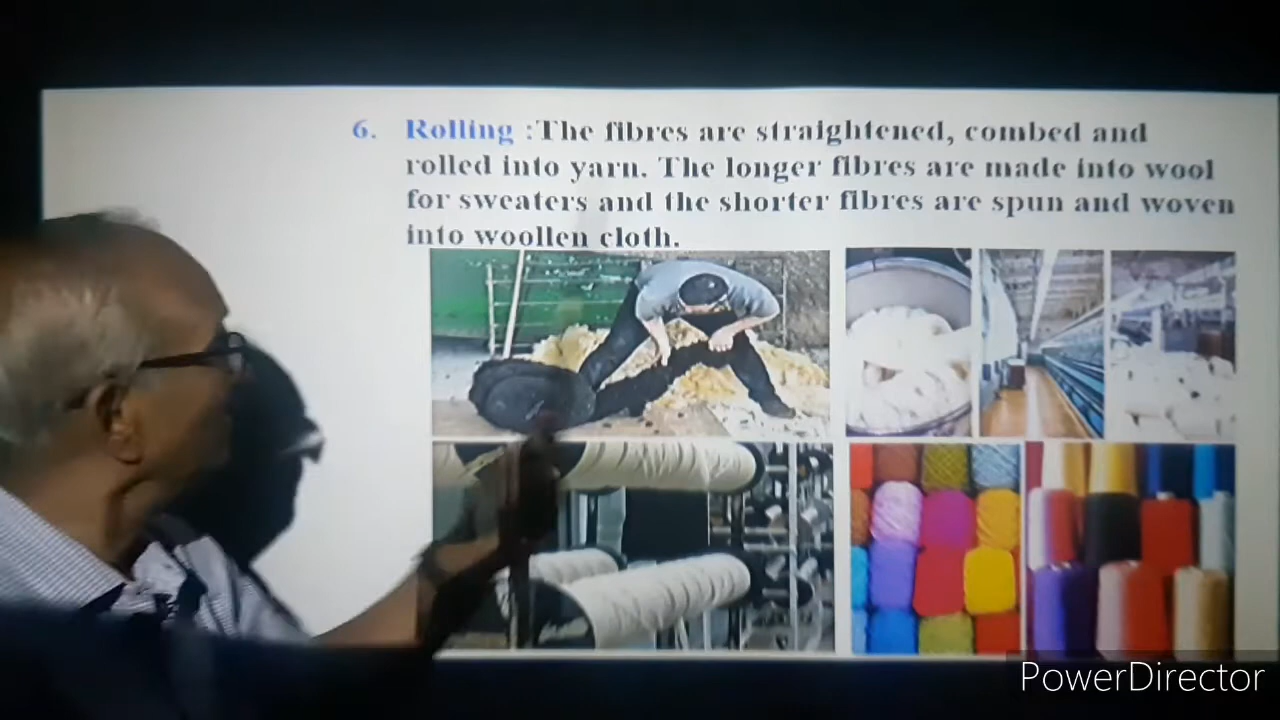 6. Rolling :The fibres are straightened, combed and
rolled into yarn. The longer fibres are made into wool
for sweaters and the shorter fibres are spun and woven
into woollen cloth.
PowerDirector